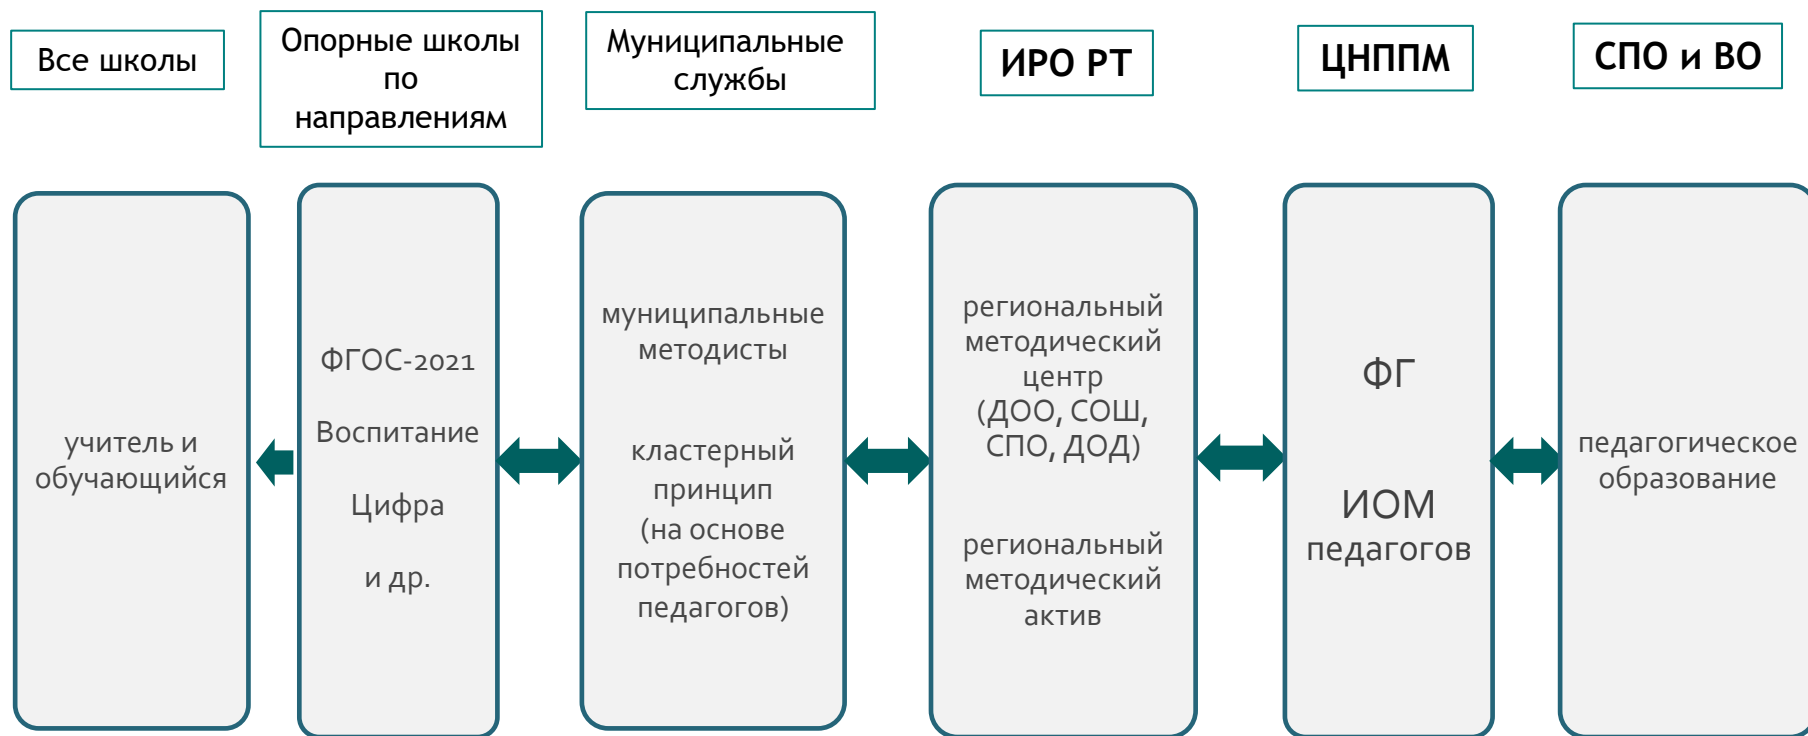 Все школы
Опорные школы
по
направлениям
Муниципальные
службы
ИРО РТ
ЦНППМ
СПО и ВО
учитель и
обучающийся
ФГОС-2021
Воспитание
Цифра
и др.
муниципальные
методисты
кластерный
принцип
(на основе
потребностей
педагогов)
региональный
методический
центр
(ДОО, СОШ,
СПО, ДОД)
региональный
методический
актив
ФГ
ИОМ
педагогов
педагогическое
образование